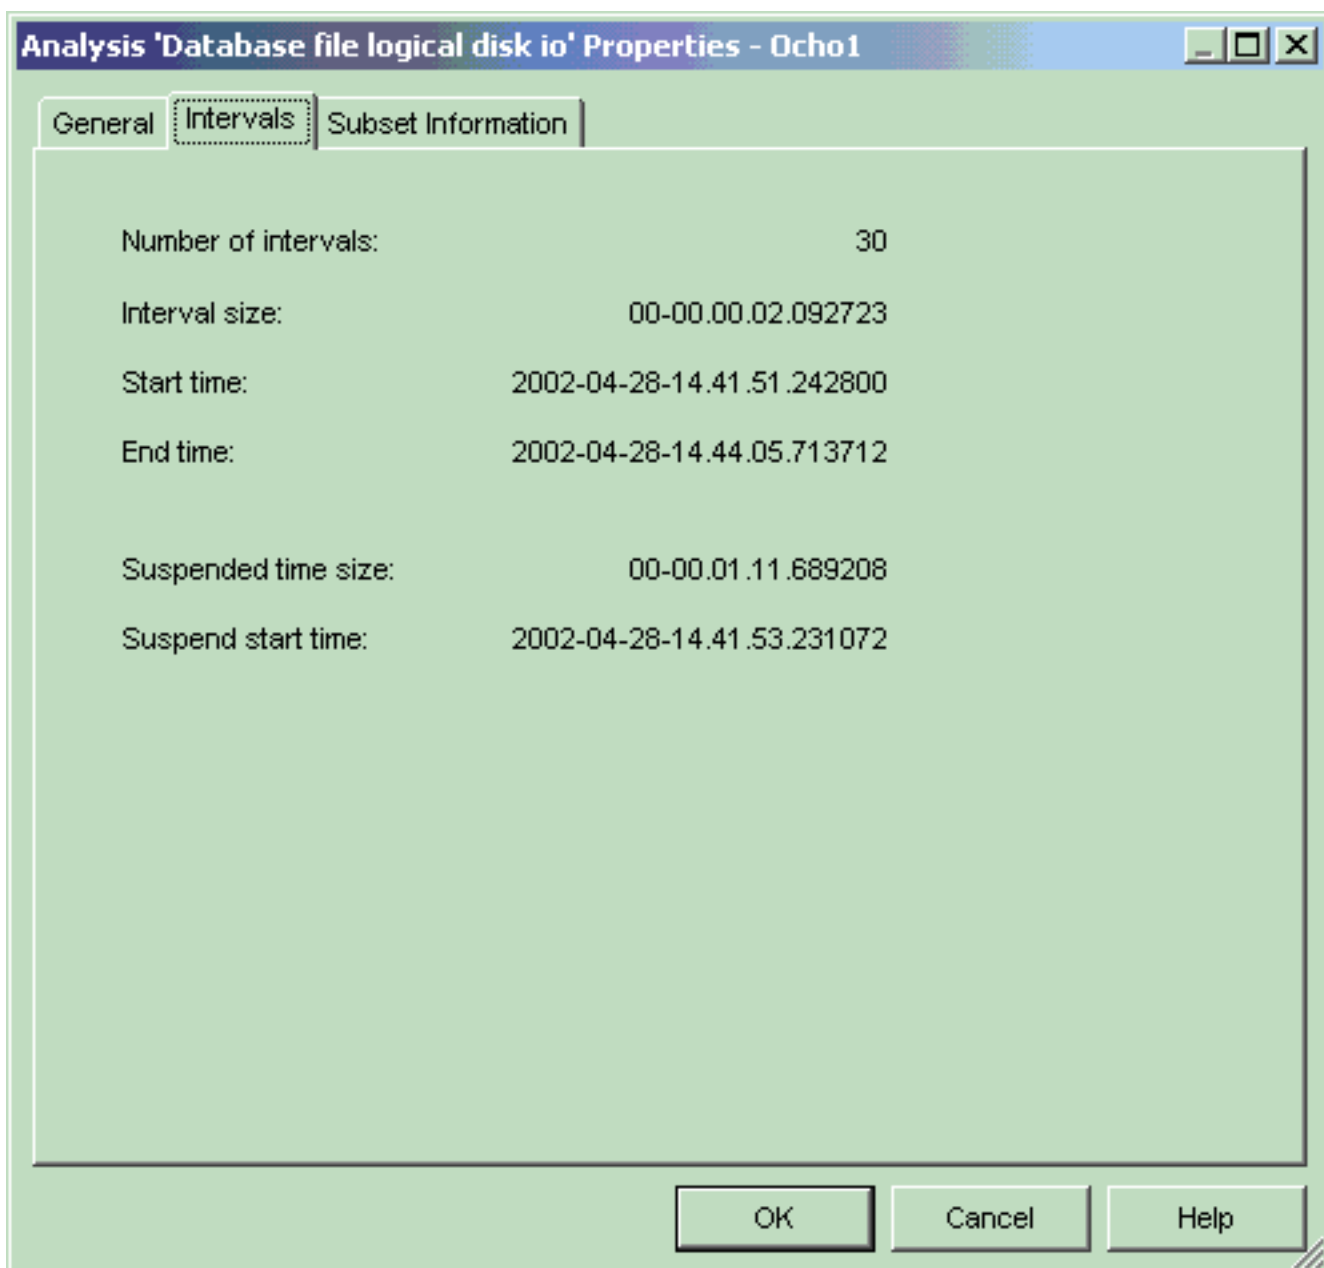 Analysis 'Database file logical disk io' Properties - Ocho1
General Intervals Subset Information
Number of intervals: 30
Interval size: 00-00.00.02.092723
Start time: 2002-04-28-14.41.51.242800
End time: 2002-04-28-14.44.05.713712
Suspended time size: 00-00.01.11.689208
Suspend start time: 2002-04-28-14.41.53.231072
OK Cancel Help